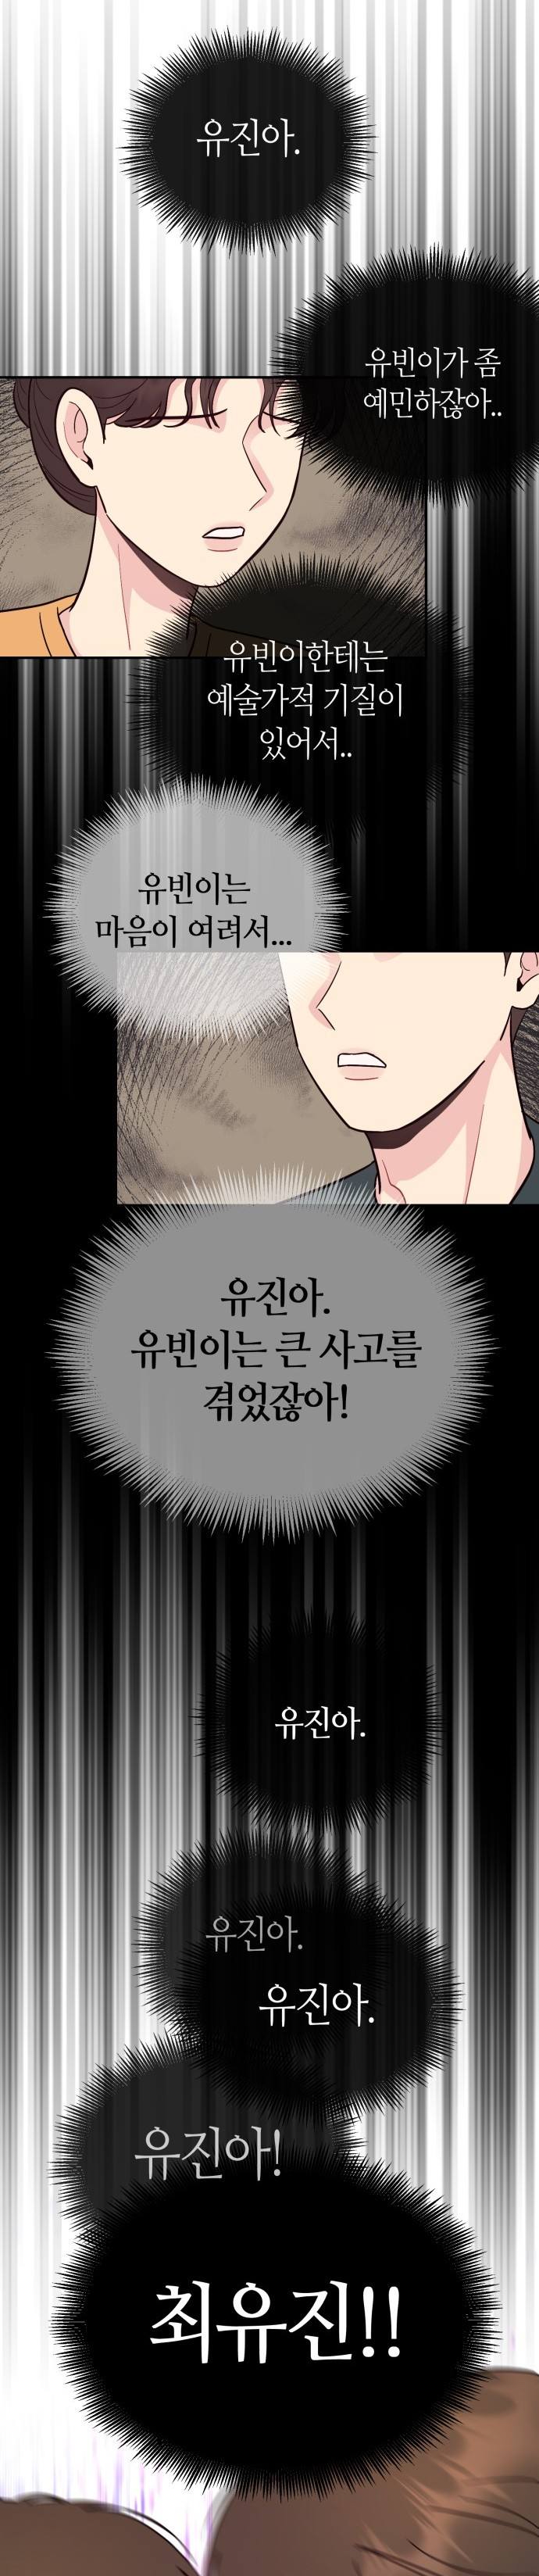 유진아.
유빈이가 좀
예민하잖아..
유빈이한테는
예술가적 기질이
있어서..
유빈이는
마음이 여려서...
유진아.
유빈이는 큰 사고를
겪었잖아!
유진아.
유진아.
유진아.
유진아!
최유진!!